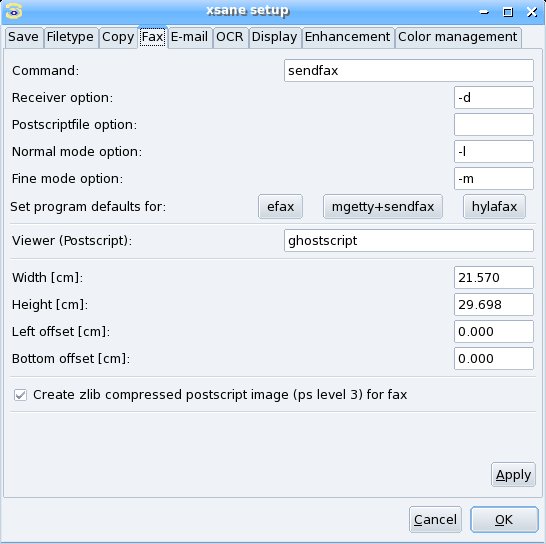 xsane setup
Save Filetype Copy Fax E-mail OCR Display Enhancement Color management
Command: sendfax
Receiver option: -d
Postscriptfile option:
Normal mode option: -l
Fine mode option: -m
Set program defaults for: efax mgetty+sendfax hylafax
Viewer (Postscript): ghostscript
Width [cm]: 21.570
Height [cm]: 29.698
Left offset [cm]: 0.000
Bottom offset [cm]: 0.000
Create zlib compressed postscript image (ps level 3) for fax
Apply
Cancel OK